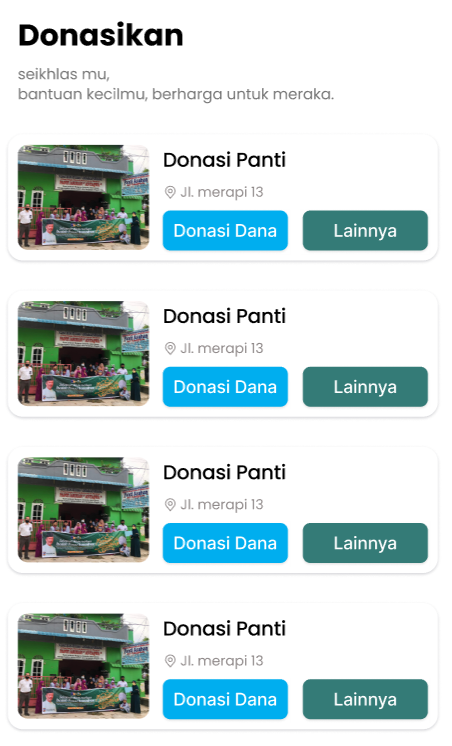 Donasikan
seikhlas mu,
bantuan kecilmu, berharga untuk meraka.
Donasi Panti
Jl. merapi 13
Donasi Dana
Lainnya
Donasi Panti
Jl. merapi 13
Donasi Dana
Lainnya
Donasi Panti
Jl. merapi 13
Donasi Dana
Lainnya
Donasi Panti
Jl. merapi 13
Donasi Dana
Lainnya